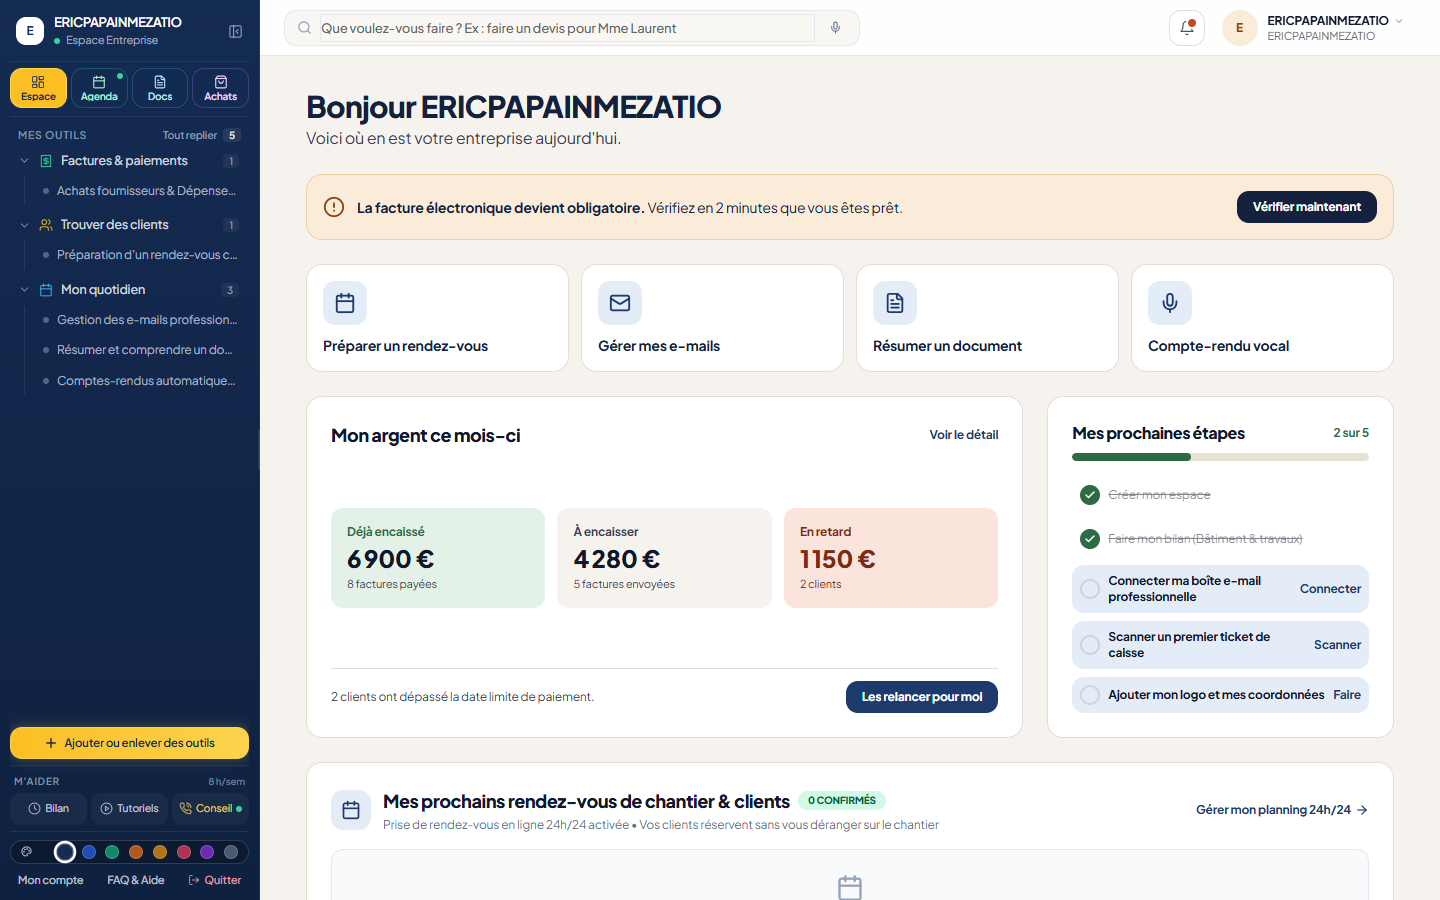 E
ERICPAPAINMEZATIO
Espace Entreprise
Espace
Agenda
Docs
Achats
MES OUTILS
Tout replier
5
Factures & paiements
1
Achats fournisseurs & Dépense...
Trouver des clients
1
Préparation d'un rendez-vous c...
Mon quotidien
3
Gestion des e-mails profession...
Résumer et comprendre un do...
Comptes-rendus automatique...
Ajouter ou enlever des outils
M'AIDER
8 h/sem
Bilan
Tutoriels
Conseil
Mon compte
FAQ & Aide
Quitter
Que voulez-vous faire ? Ex : faire un devis pour Mme Laurent
E
ERICPAPAINMEZATIO
ERICPAPAINMEZATIO
Bonjour ERICPAPAINMEZATIO
Voici où en est votre entreprise aujourd'hui.
La facture électronique devient obligatoire. Vérifiez en 2 minutes que vous êtes prêt.
Vérifier maintenant
Préparer un rendez-vous
Gérer mes e-mails
Résumer un document
Compte-rendu vocal
Mon argent ce mois-ci
Voir le détail
Déjà encaissé
6 900 €
8 factures payées
À encaisser
4 280 €
5 factures envoyées
En retard
1 150 €
2 clients
2 clients ont dépassé la date limite de paiement.
Les relancer pour moi
Mes prochaines étapes
2 sur 5
Créer mon espace
Faire mon bilan (Bâtiment & travaux)
Connecter ma boîte e-mail
professionnelle
Connecter
Scanner un premier ticket de
caisse
Scanner
Ajouter mon logo et mes coordonnées
Faire
Mes prochains rendez-vous de chantier & clients
0 CONFIRMÉS
Prise de rendez-vous en ligne 24h/24 activée • Vos clients réservent sans vous déranger sur le chantier
Gérer mon planning 24h/24 →